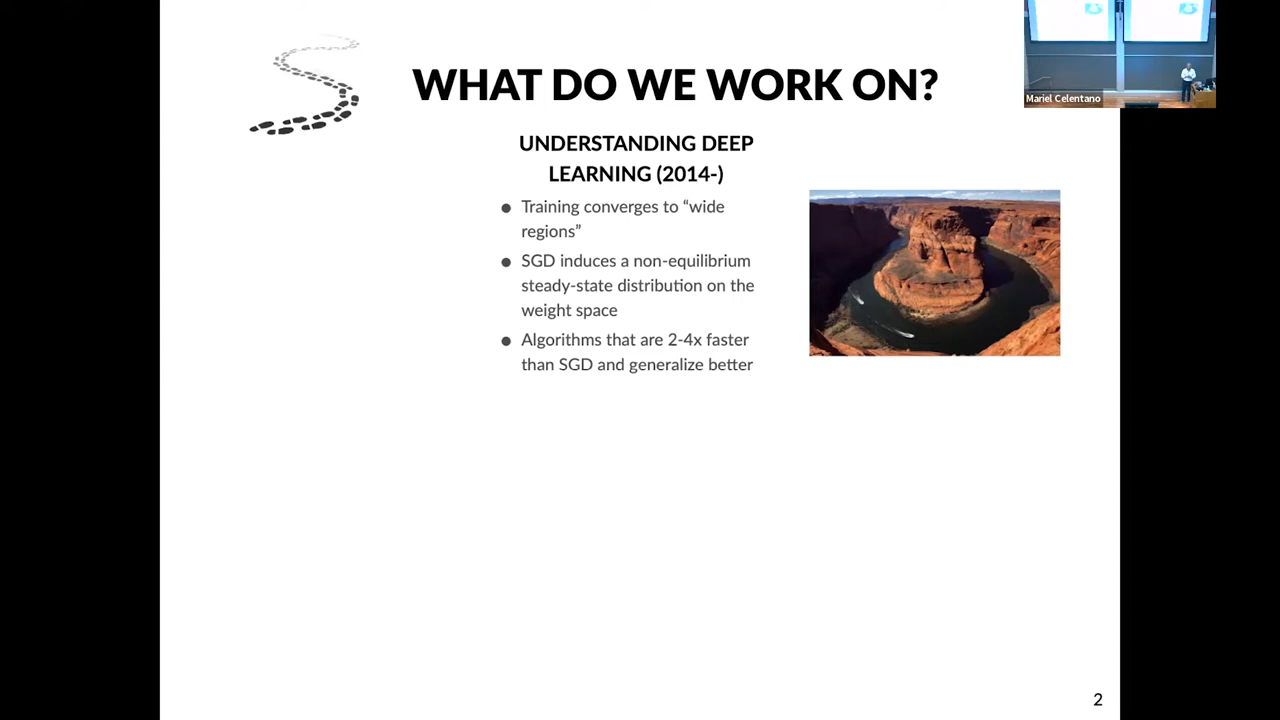 WHAT DO WE WORK ON?
Mariel Celentano
UNDERSTANDING DEEP
LEARNING (2014-)
● Training converges to “wide
regions”
● SGD induces a non-equilibrium
steady-state distribution on the
weight space
● Algorithms that are 2-4x faster
than SGD and generalize better
2